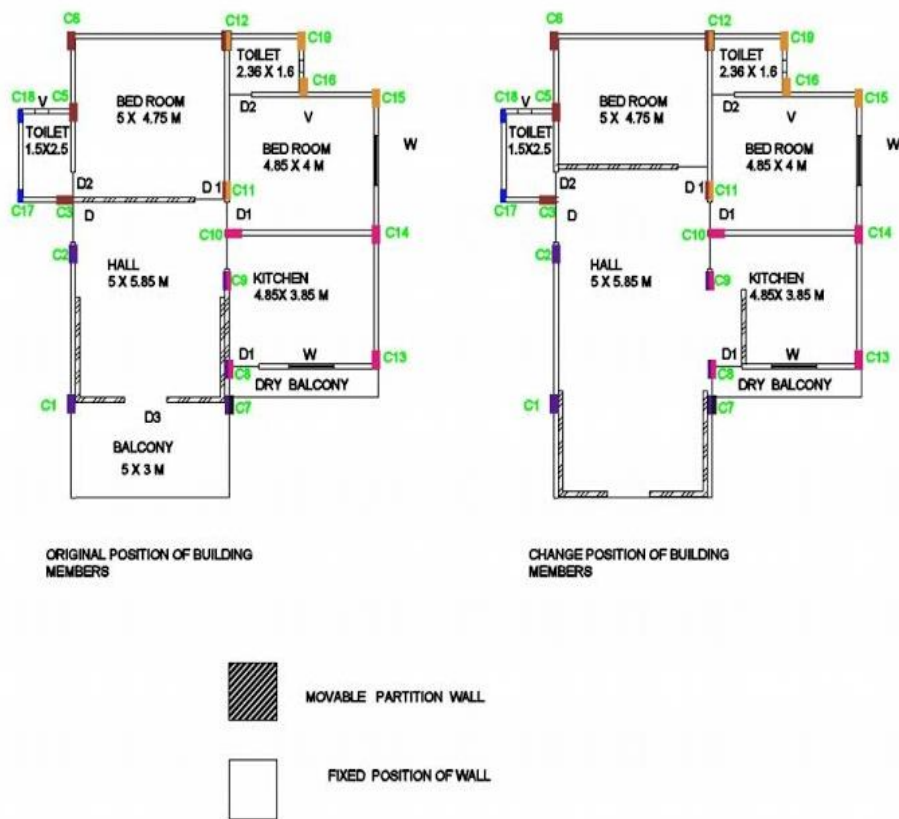 C6
C12
C19
TOILET
2.36 X 1.6
C16
C18
V
C5
D2
C15
BED ROOM
5 X 4.75 M
V
TOILET
1.5X2.5
BED ROOM
4.85 X 4 M
W
D2
D 1
C11
C17
C3
D
D1
C10
C14
C2
HALL
5 X 5.85 M
C9
KITCHEN
4.85X 3.85 M
D1
W
C13
C8
DRY BALCONY
C1
C7
D3
BALCONY
5 X 3 M
ORIGINAL POSITION OF BUILDING
MEMBERS
C6
C12
C19
TOILET
2.36 X 1.6
C16
C18
V
C5
D2
C15
BED ROOM
5 X 4.75 M
V
TOILET
1.5X2.5
BED ROOM
4.85 X 4 M
W
D2
D 1
C11
C17
C3
D
D1
C10
C14
C2
HALL
5 X 5.85 M
C9
KITCHEN
4.85X 3.85 M
D1
W
C13
C8
DRY BALCONY
C1
C7
CHANGE POSITION OF BUILDING
MEMBERS
MOVABLE PARTITION WALL
FIXED POSITION OF WALL